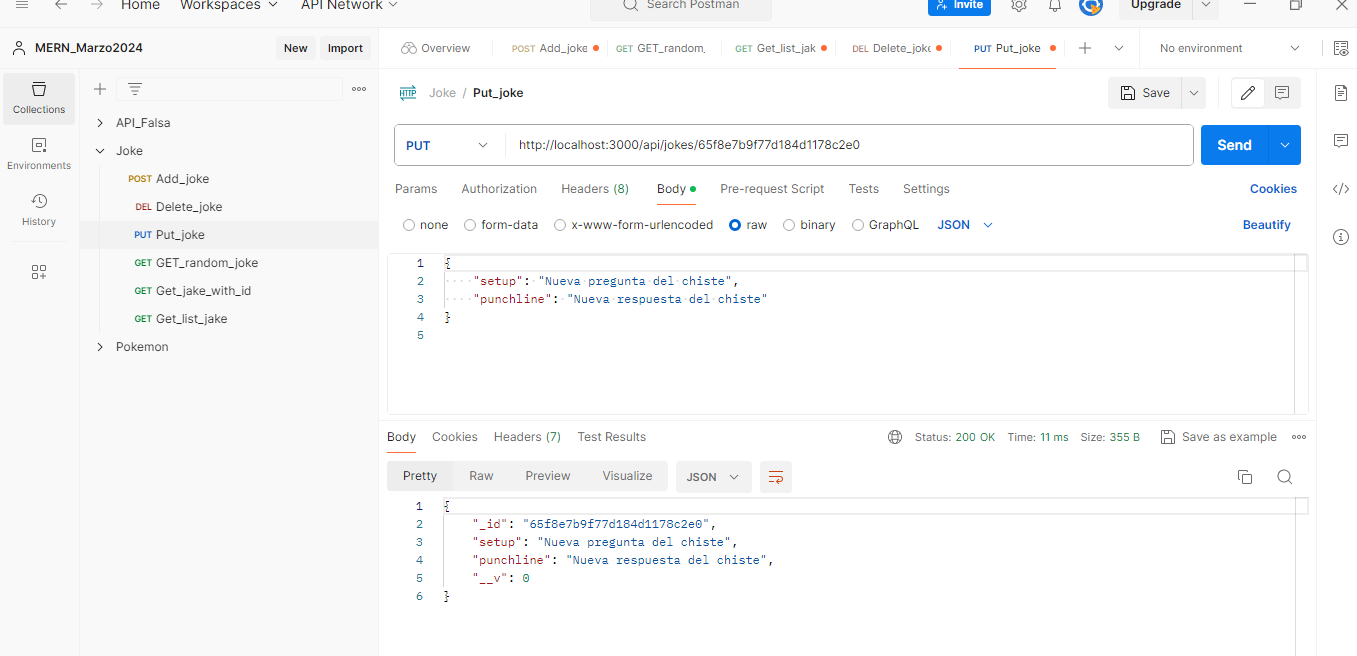 Home Workspaces API Network Search Postman Invite Upgrade
MERN_Marzo2024 New Import Overview POST Add_joke GET GET_random_ GET Get_list_jak DEL Delete_joke PUT Put_joke No environment
Collections
Environments
History
API_Falsa
Joke
POST Add_joke
DEL Delete_joke
PUT Put_joke
GET GET_random_joke
GET Get_jake_with_id
GET Get_list_jake
Pokemon
HTTP Joke / Put_joke Save
PUT http://localhost:3000/api/jokes/65f8e7b9f77d184d1178c2e0 Send
Params Authorization Headers (8) Body Pre-request Script Tests Settings Cookies
none form-data x-www-form-urlencoded raw binary GraphQL JSON Beautify
1 {
2 "setup": "Nueva pregunta del chiste",
3 "punchline": "Nueva respuesta del chiste"
4 }
5
Body Cookies Headers (7) Test Results Status: 200 OK Time: 11 ms Size: 355 B Save as example
Pretty Raw Preview Visualize JSON
1 {
2 "_id": "65f8e7b9f77d184d1178c2e0",
3 "setup": "Nueva pregunta del chiste",
4 "punchline": "Nueva respuesta del chiste",
5 "__v": 0
6 }